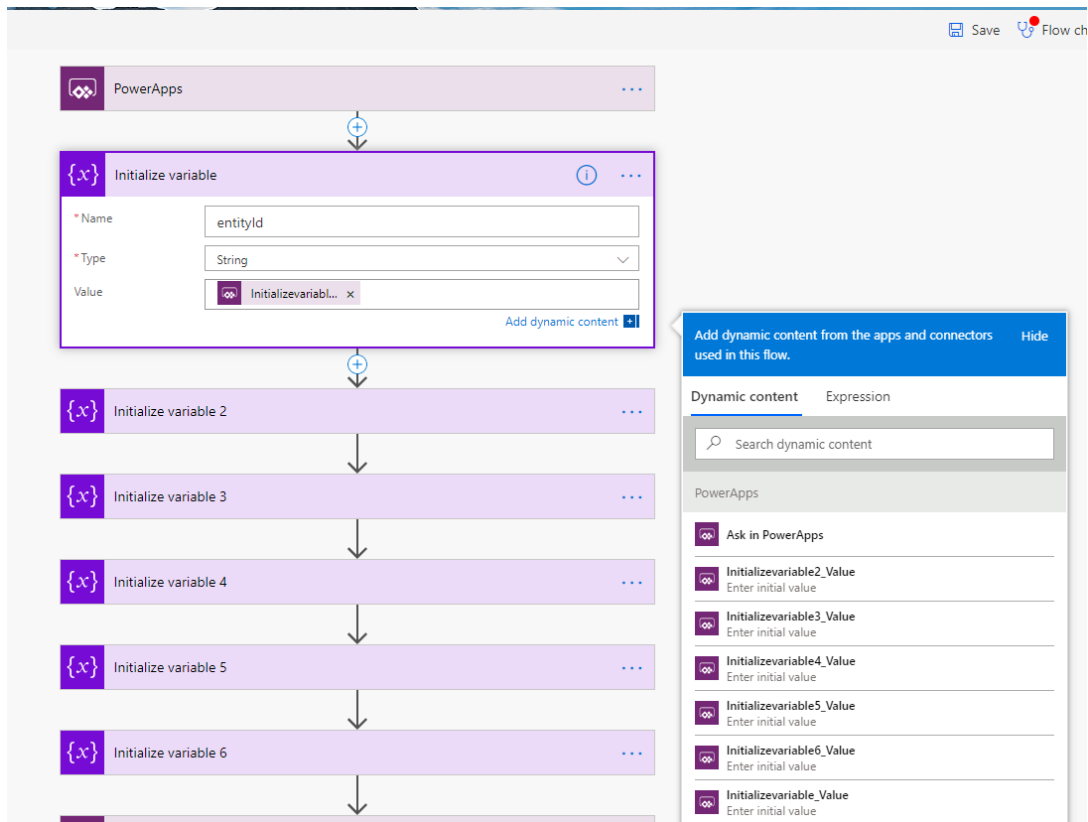 Save
Flow ch
PowerApps
Initialize variable
*Name
entityId
*Type
String
Value
Initializevariabl...
Add dynamic content
Add dynamic content from the apps and connectors
used in this flow.
Hide
Dynamic content
Expression
Search dynamic content
PowerApps
Ask in PowerApps
Initializevariable2_Value
Enter initial value
Initializevariable3_Value
Enter initial value
Initializevariable4_Value
Enter initial value
Initializevariable5_Value
Enter initial value
Initializevariable6_Value
Enter initial value
Initializevariable_Value
Enter initial value
{x} Initialize variable 2
{x} Initialize variable 3
{x} Initialize variable 4
{x} Initialize variable 5
{x} Initialize variable 6